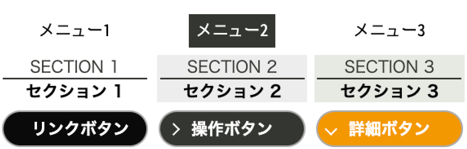 メニュー1 メニュー2 メニュー3
SECTION 1 SECTION 2 SECTION 3
セクション 1 セクション 2 セクション 3
リンクボタン 操作ボタン 詳細ボタン